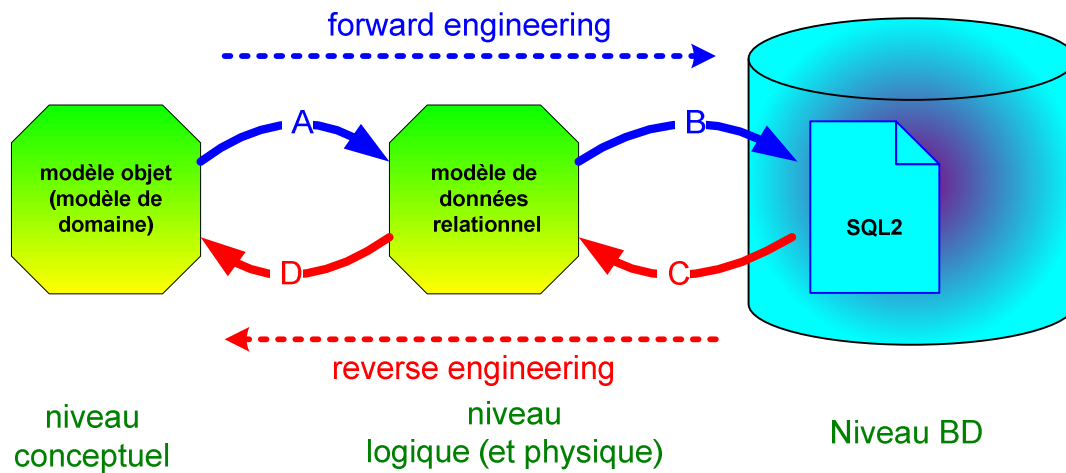 forward engineering
A
B
modèle objet
(modèle de
domaine)
modèle de
données
relationnel
SQL2
D
C
reverse engineering
niveau
conceptuel
niveau
logique (et physique)
Niveau BD